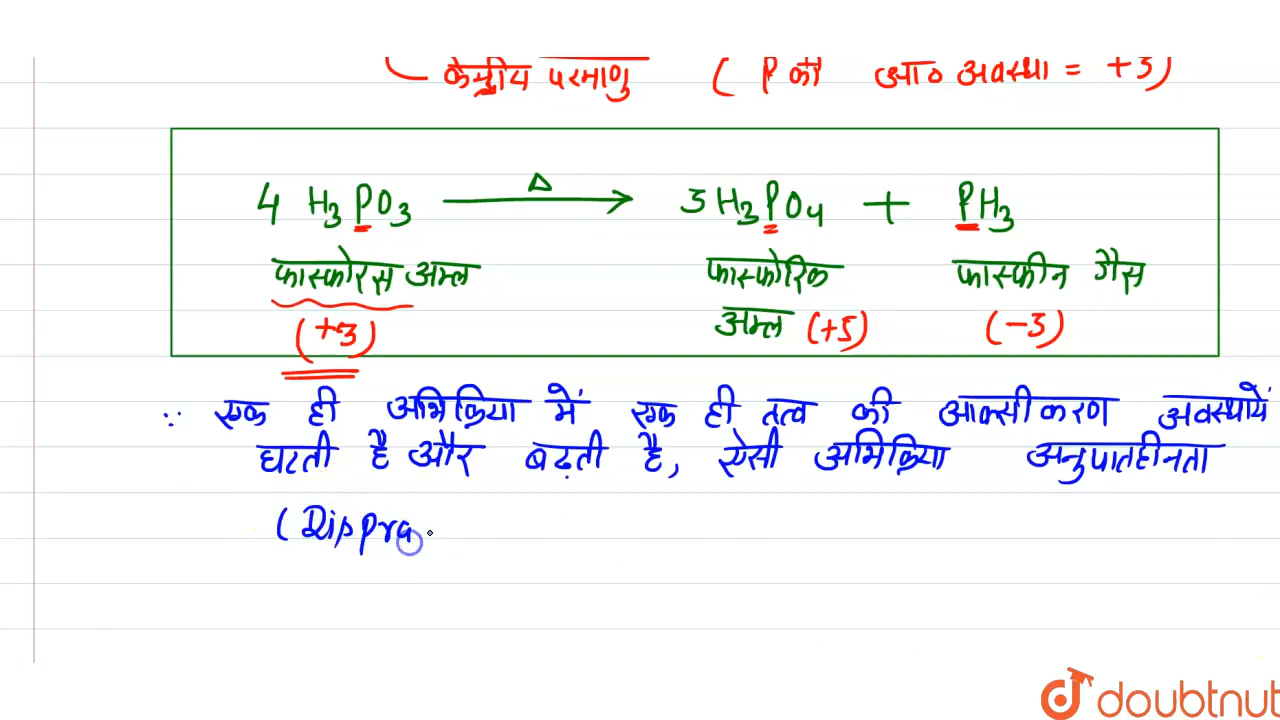 केन्द्रीय परमाणु ( P की आ० अवस्था = +3)
Δ
4 H₃PO₃ ⟶ 3H₃PO₄ + PH₃
फास्फोरस अम्ल फास्फोरिक फास्फीन गैस
(+3) अम्ल (+5) (-3)
∵ एक ही अभिक्रिया में एक ही तत्व की आक्सीकरण अवस्थायें
घटती है और बढ़ती है, ऐसी अभिक्रिया अनुपातहीनता
(Dispra
doubtnut